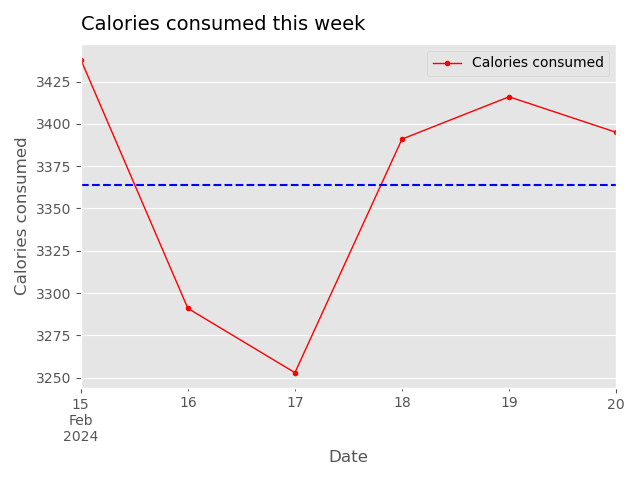 Calories consumed this week
Calories consumed
3425
3400
3375
3350
3325
3300
3275
3250
Calories consumed
15 16 17 18 19 20
Feb
2024
Date